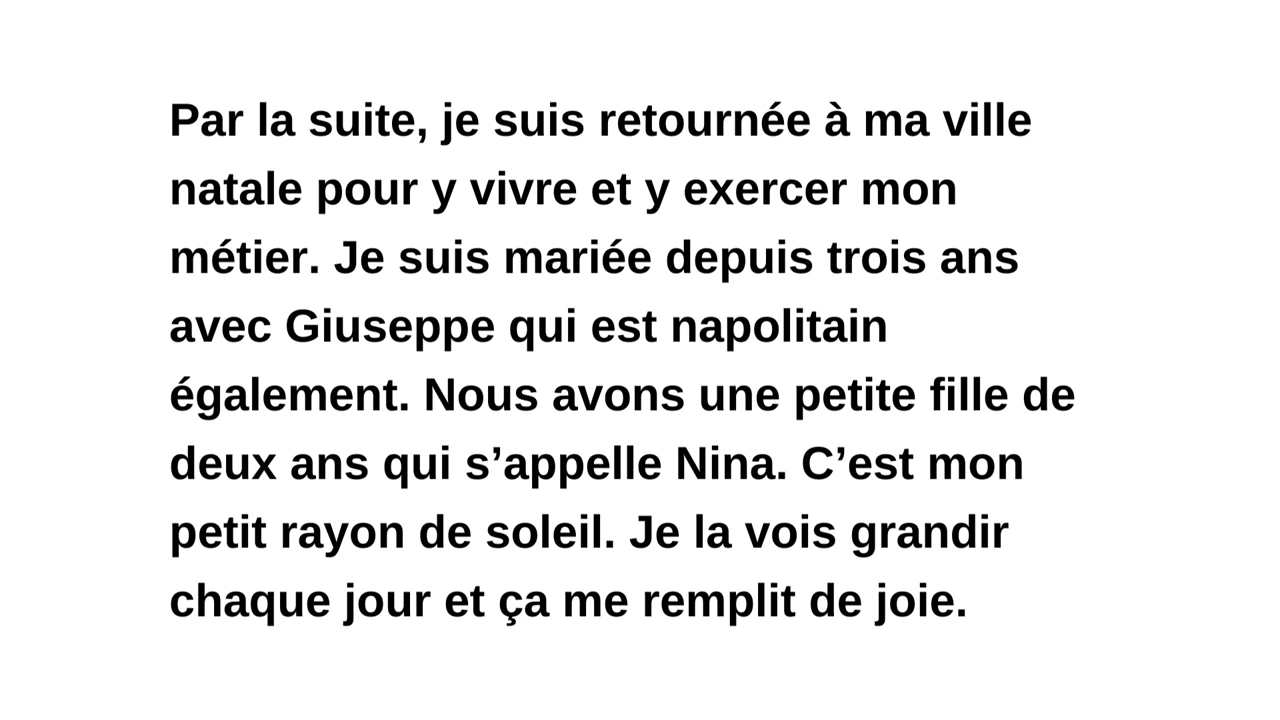 Par la suite, je suis retournée à ma ville
natale pour y vivre et y exercer mon
métier. Je suis mariée depuis trois ans
avec Giuseppe qui est napolitain
également. Nous avons une petite fille de
deux ans qui s’appelle Nina. C’est mon
petit rayon de soleil. Je la vois grandir
chaque jour et ça me remplit de joie.